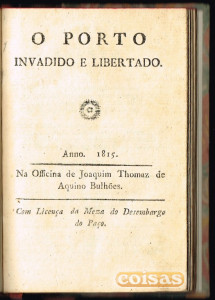 O PORTO
INVADIDO E LIBERTADO.
Anno. 1815.
Na Officina de Joaquim Thomaz de
Aquino Bulhões.
Com Licença da Meza do Desembargo
do Paço.
coisas